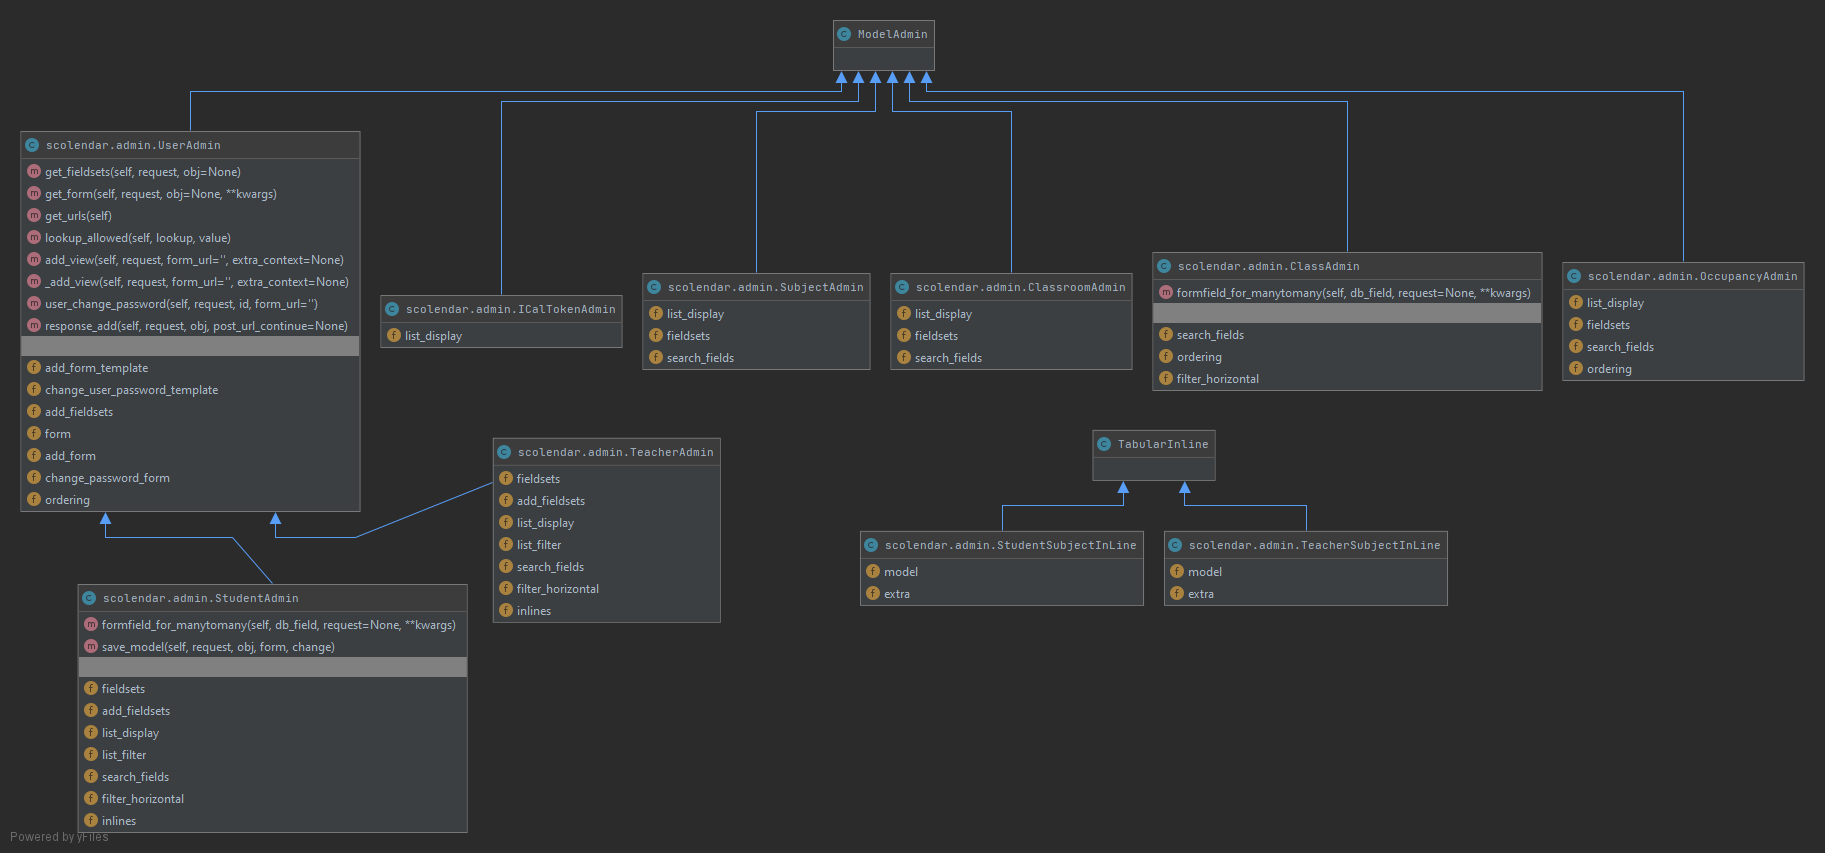 ModelAdmin
scolendar.admin.UserAdmin
get_fieldsets(self, request, obj=None)
get_form(self, request, obj=None, **kwargs)
get_urls(self)
lookup_allowed(self, lookup, value)
add_view(self, request, form_url='', extra_context=None)
_add_view(self, request, form_url='', extra_context=None)
user_change_password(self, request, id, form_url='')
response_add(self, request, obj, post_url_continue=None)
add_form_template
change_user_password_template
add_fieldsets
form
add_form
change_password_form
ordering
scolendar.admin.ICalTokenAdmin
list_display
scolendar.admin.SubjectAdmin
list_display
fieldsets
search_fields
scolendar.admin.ClassroomAdmin
list_display
fieldsets
search_fields
scolendar.admin.ClassAdmin
formfield_for_manytomany(self, db_field, request=None, **kwargs)
search_fields
ordering
filter_horizontal
scolendar.admin.OccupancyAdmin
list_display
fieldsets
search_fields
ordering
scolendar.admin.TeacherAdmin
fieldsets
add_fieldsets
list_display
list_filter
search_fields
filter_horizontal
inlines
TabularInline
scolendar.admin.StudentSubjectInLine
model
extra
scolendar.admin.TeacherSubjectInLine
model
extra
scolendar.admin.StudentAdmin
formfield_for_manytomany(self, db_field, request=None, **kwargs)
save_model(self, request, obj, form, change)
fieldsets
add_fieldsets
list_display
list_filter
search_fields
filter_horizontal
inlines
Powered by yFiles